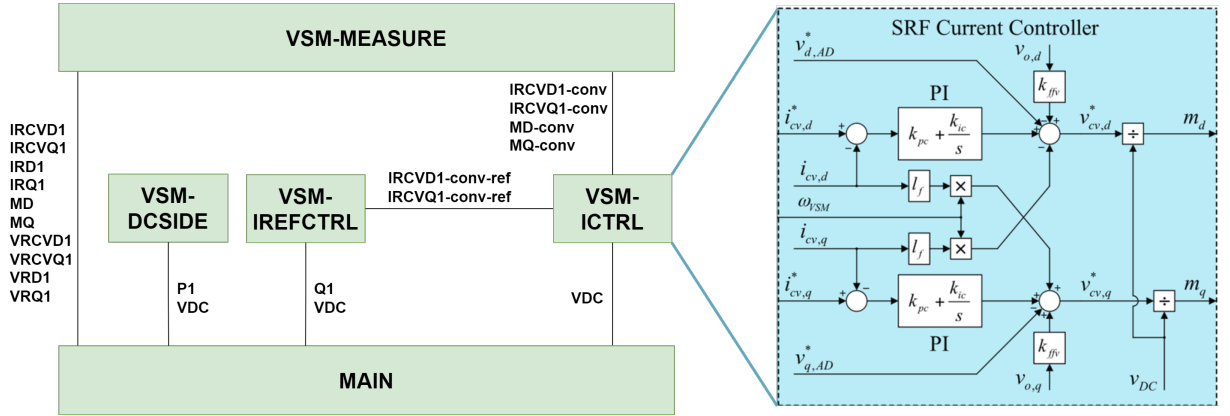 VSM-MEASURE
IRCVD1
IRCVQ1
IRD1
IRQ1
MD
MQ
VRCVD1
VRCVQ1
VRD1
VRQ1
IRCVD1-conv
IRCVQ1-conv
MD-conv
MQ-conv
VSM-
DCSIDE
VSM-
IREFCTRL
IRCVD1-conv-ref
IRCVQ1-conv-ref
VSM-
ICTRL
P1
VDC
Q1
VDC
VDC
MAIN
SRF Current Controller
v*d,AD
vo,d
kffv
PI
i*cv,d
+
−
kpc + kic/s
− +
+
−
v*cv,d
÷
md
icv,d
lf
×
ωVSM
icv,q
lf
×
i*cv,q
+
−
kpc + kic/s
+
+
−
+
v*cv,q
÷
mq
PI
v*q,AD
kffv
vo,q
vDC